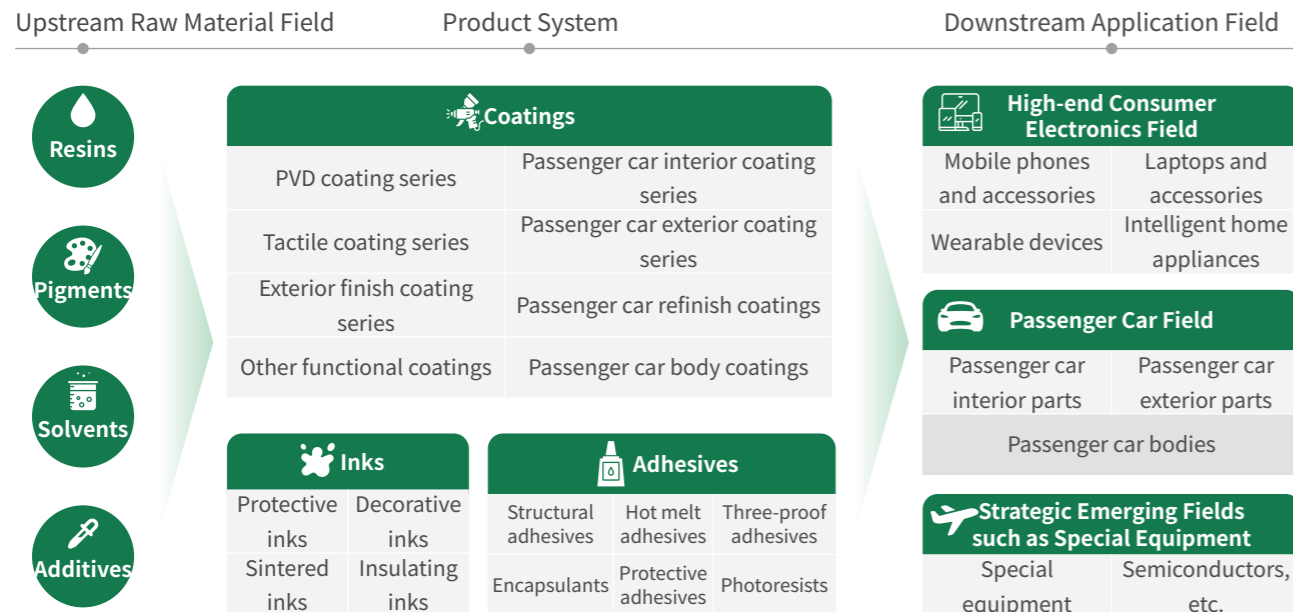 Upstream Raw Material Field
Product System
Downstream Application Field
Resins
Pigments
Solvents
Additives
Coatings
PVD coating series
Passenger car interior coating
series
Tactile coating series
Passenger car exterior coating
series
Exterior finish coating
series
Passenger car refinish coatings
Other functional coatings
Passenger car body coatings
Inks
Protective
inks
Decorative
inks
Sintered
inks
Insulating
inks
Adhesives
Structural
adhesives
Hot melt
adhesives
Three-proof
adhesives
Encapsulants
Protective
adhesives
Photoresists
High-end Consumer
Electronics Field
Mobile phones
and accessories
Laptops and
accessories
Wearable devices
Intelligent home
appliances
Passenger Car Field
Passenger car
interior parts
Passenger car
exterior parts
Passenger car bodies
Strategic Emerging Fields
such as Special Equipment
Special
equipment
Semiconductors,
etc.